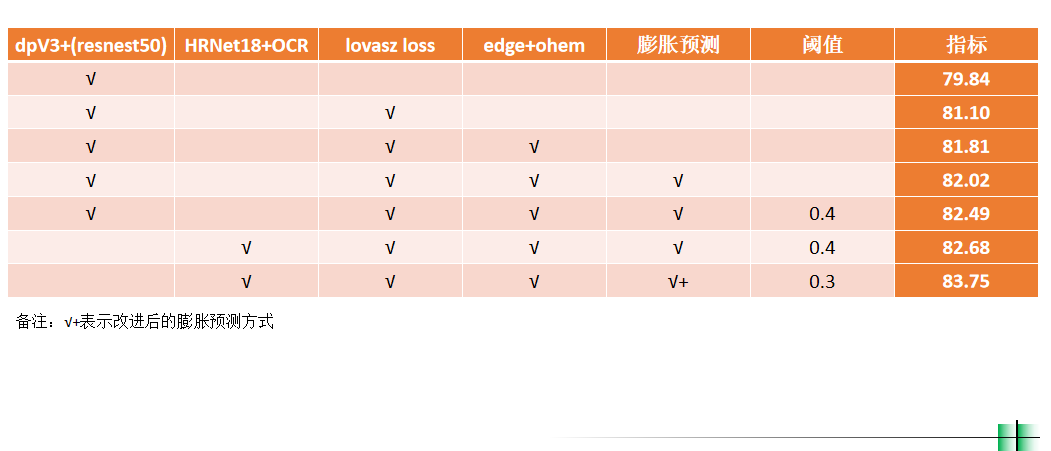 dpV3+(resnest50) HRNet18+OCR lovasz loss edge+ohem 膨胀预测 阈值 指标
√ 79.84
√ √ 81.10
√ √ √ 81.81
√ √ √ √ 82.02
√ √ √ √ 0.4 82.49
√ √ √ √ 0.4 82.68
√ √ √ √+ 0.3 83.75
备注：√+表示改进后的膨胀预测方式